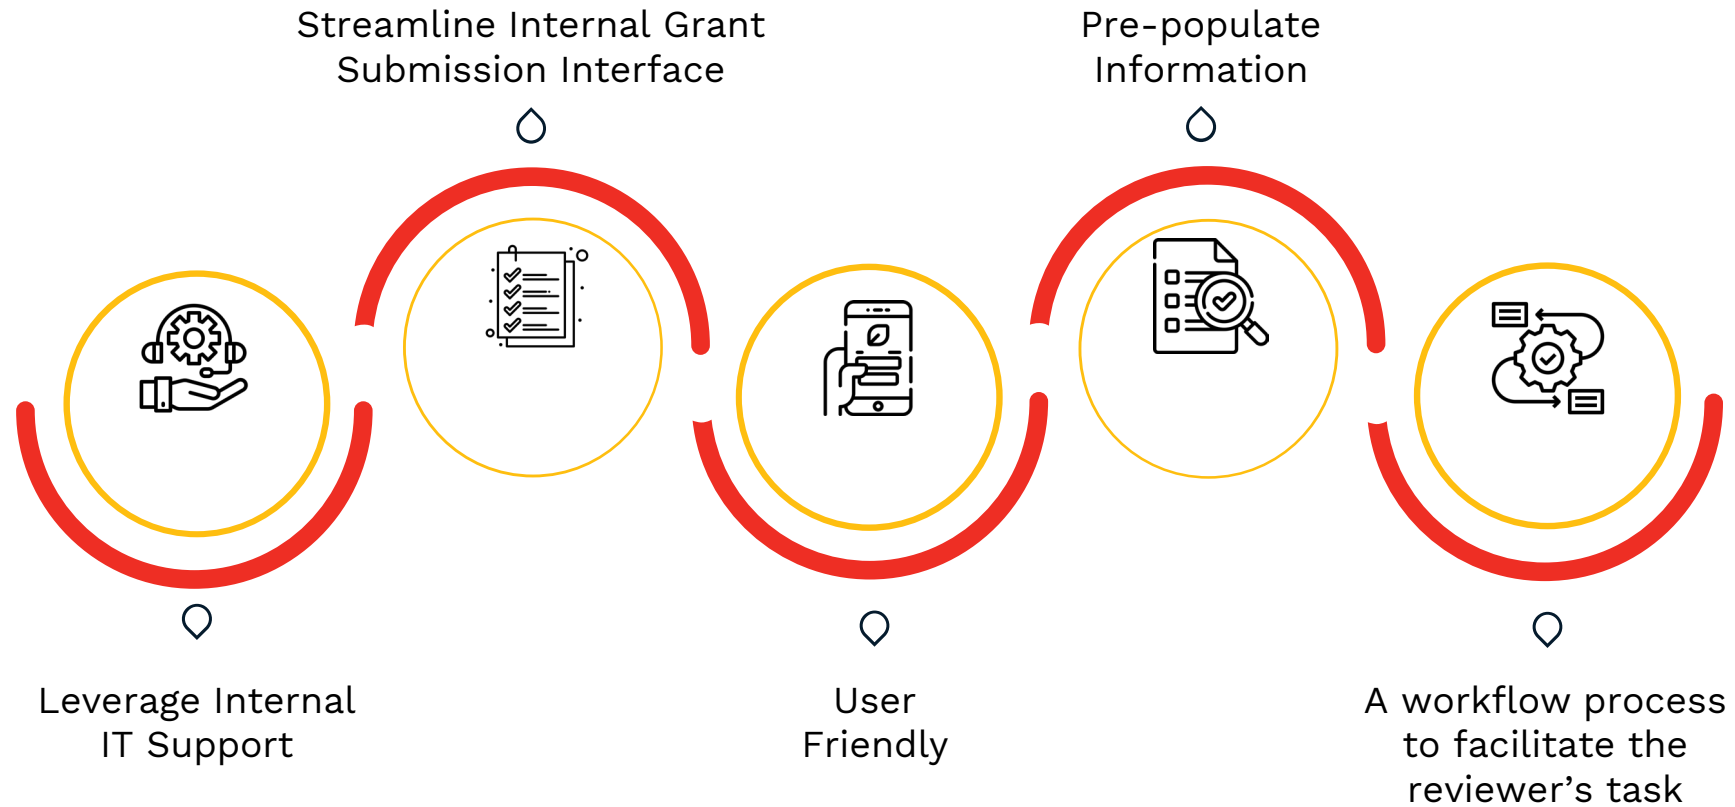 Streamline Internal Grant
Submission Interface
Pre-populate
Information
Leverage Internal
IT Support
User
Friendly
A workflow process
to facilitate the
reviewer’s task